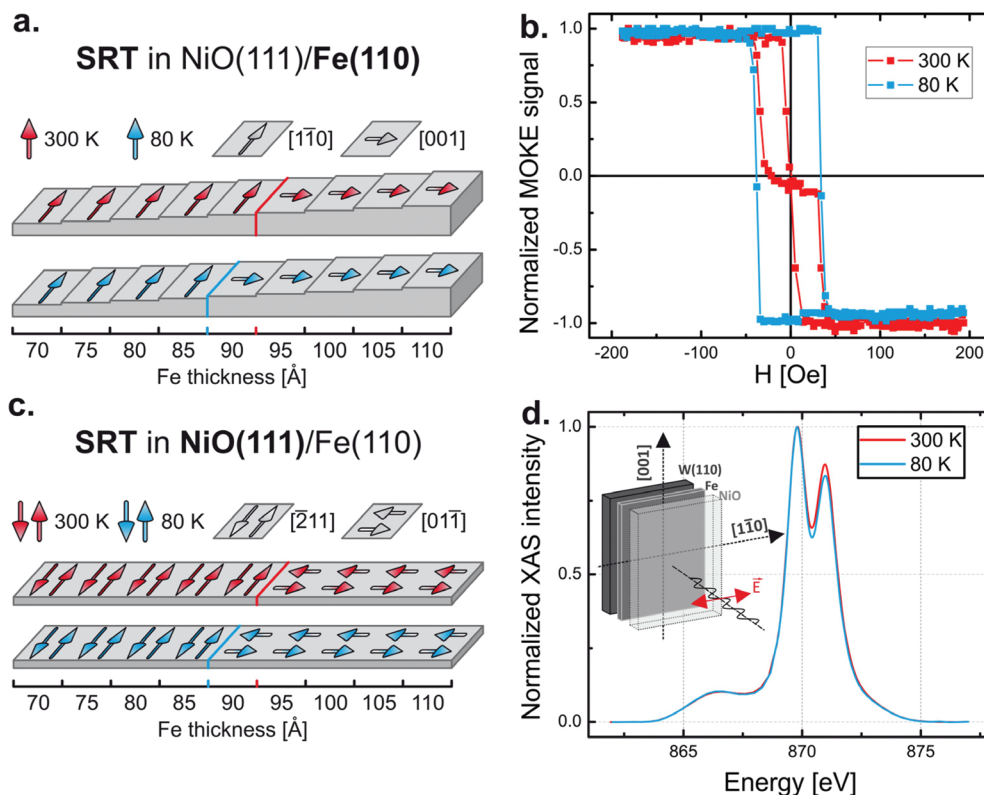 a.
SRT in NiO(111)/Fe(110)
300 K
80 K
[11̅0]
[001]
70 75 80 85 90 95 100 105 110
Fe thickness [Å]
b.
Normalized MOKE signal
1.0
0.5
0.0
-0.5
-1.0
-200 -100 0 100 200
H [Oe]
300 K
80 K
c.
SRT in NiO(111)/Fe(110)
300 K
80 K
[2̅11]
[011̅]
70 75 80 85 90 95 100 105 110
Fe thickness [Å]
d.
Normalized XAS intensity
1.0
0.5
0.0
865 870 875
Energy [eV]
300 K
80 K
[001]
W(110)
Fe
NiO
[11̅0]
E⃗